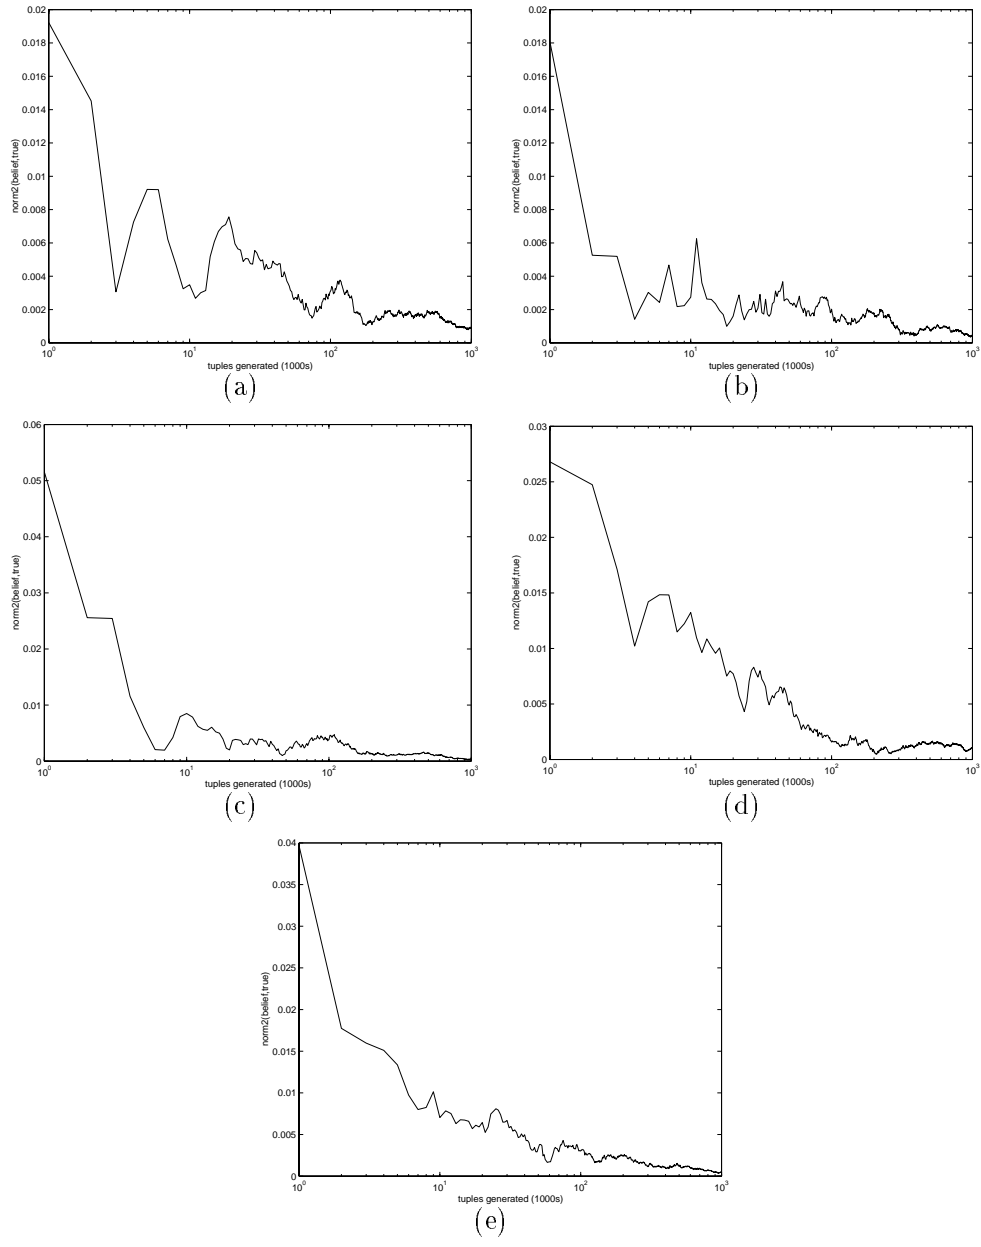 0.02
0.018
0.016
0.014
0.012
0.01
0.008
0.006
0.004
0.002
0
norm2(belief,true)
10^0 10^1 10^2 10^3
tuples generated (1000s)
(a)
0.02
0.018
0.016
0.014
0.012
0.01
0.008
0.006
0.004
0.002
0
norm2(belief,true)
10^0 10^1 10^2 10^3
tuples generated (1000s)
(b)
0.06
0.05
0.04
0.03
0.02
0.01
0
norm2(belief,true)
10^0 10^1 10^2 10^3
tuples generated (1000s)
(c)
0.03
0.025
0.02
0.015
0.01
0.005
0
norm2(belief,true)
10^0 10^1 10^2 10^3
tuples generated (1000s)
(d)
0.04
0.035
0.03
0.025
0.02
0.015
0.01
0.005
0
norm2(belief,true)
10^0 10^1 10^2 10^3
tuples generated (1000s)
(e)